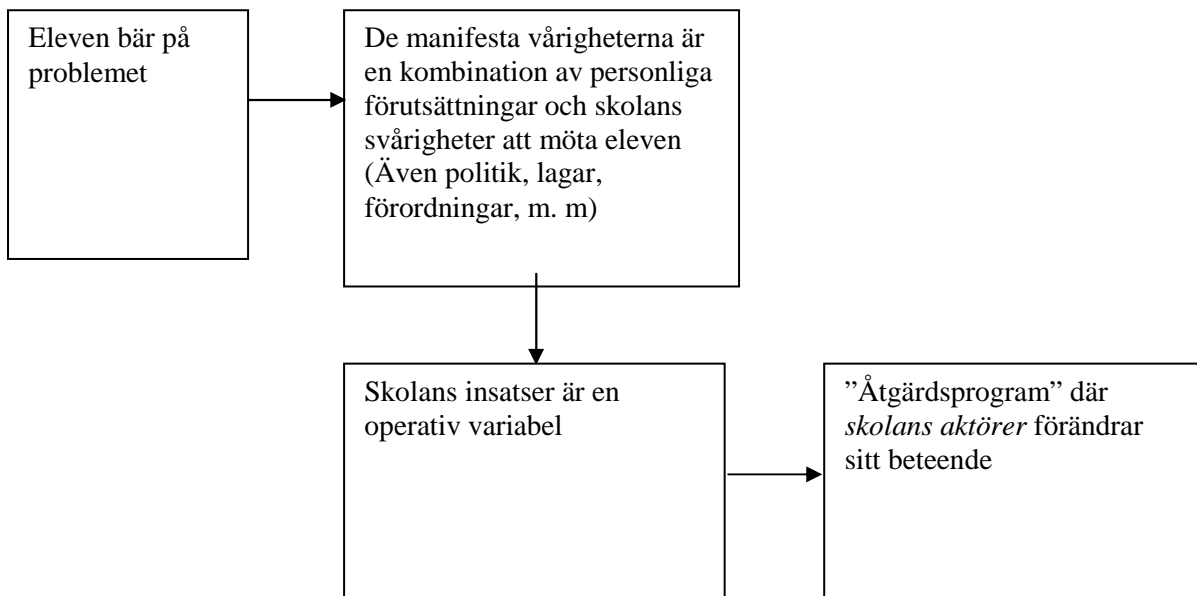 Eleven bär på
problemet
De manifesta vårigheterna är
en kombination av personliga
förutsättningar och skolans
svårigheter att möta eleven
(Även politik, lagar,
förordningar, m. m)
Skolans insatser är en
operativ variabel
”Åtgärdsprogram” där
skolans aktörer förändrar
sitt beteende